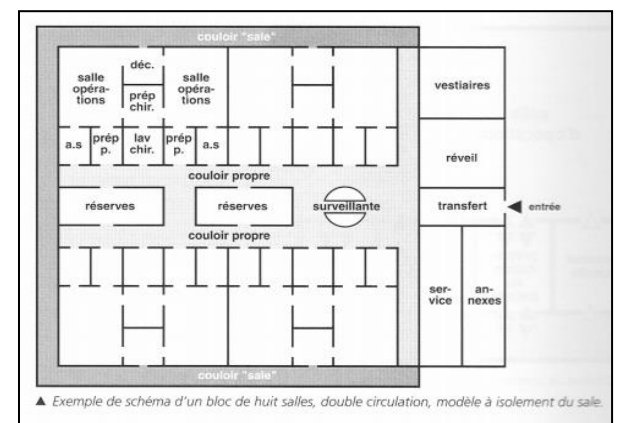 couloir "sale"
déc.
salle
opéra-
tions
prép
chir.
salle
opéra-
tions
a.s
prép
p.
lav
chir.
prép
p.
a.s
couloir propre
réserves
réserves
surveillante
couloir propre
couloir "sale"
vestiaires
réveil
transfert
entrée
ser-
vice
an-
nexes
▲ Exemple de schéma d'un bloc de huit salles, double circulation, modèle à isolement du sale.